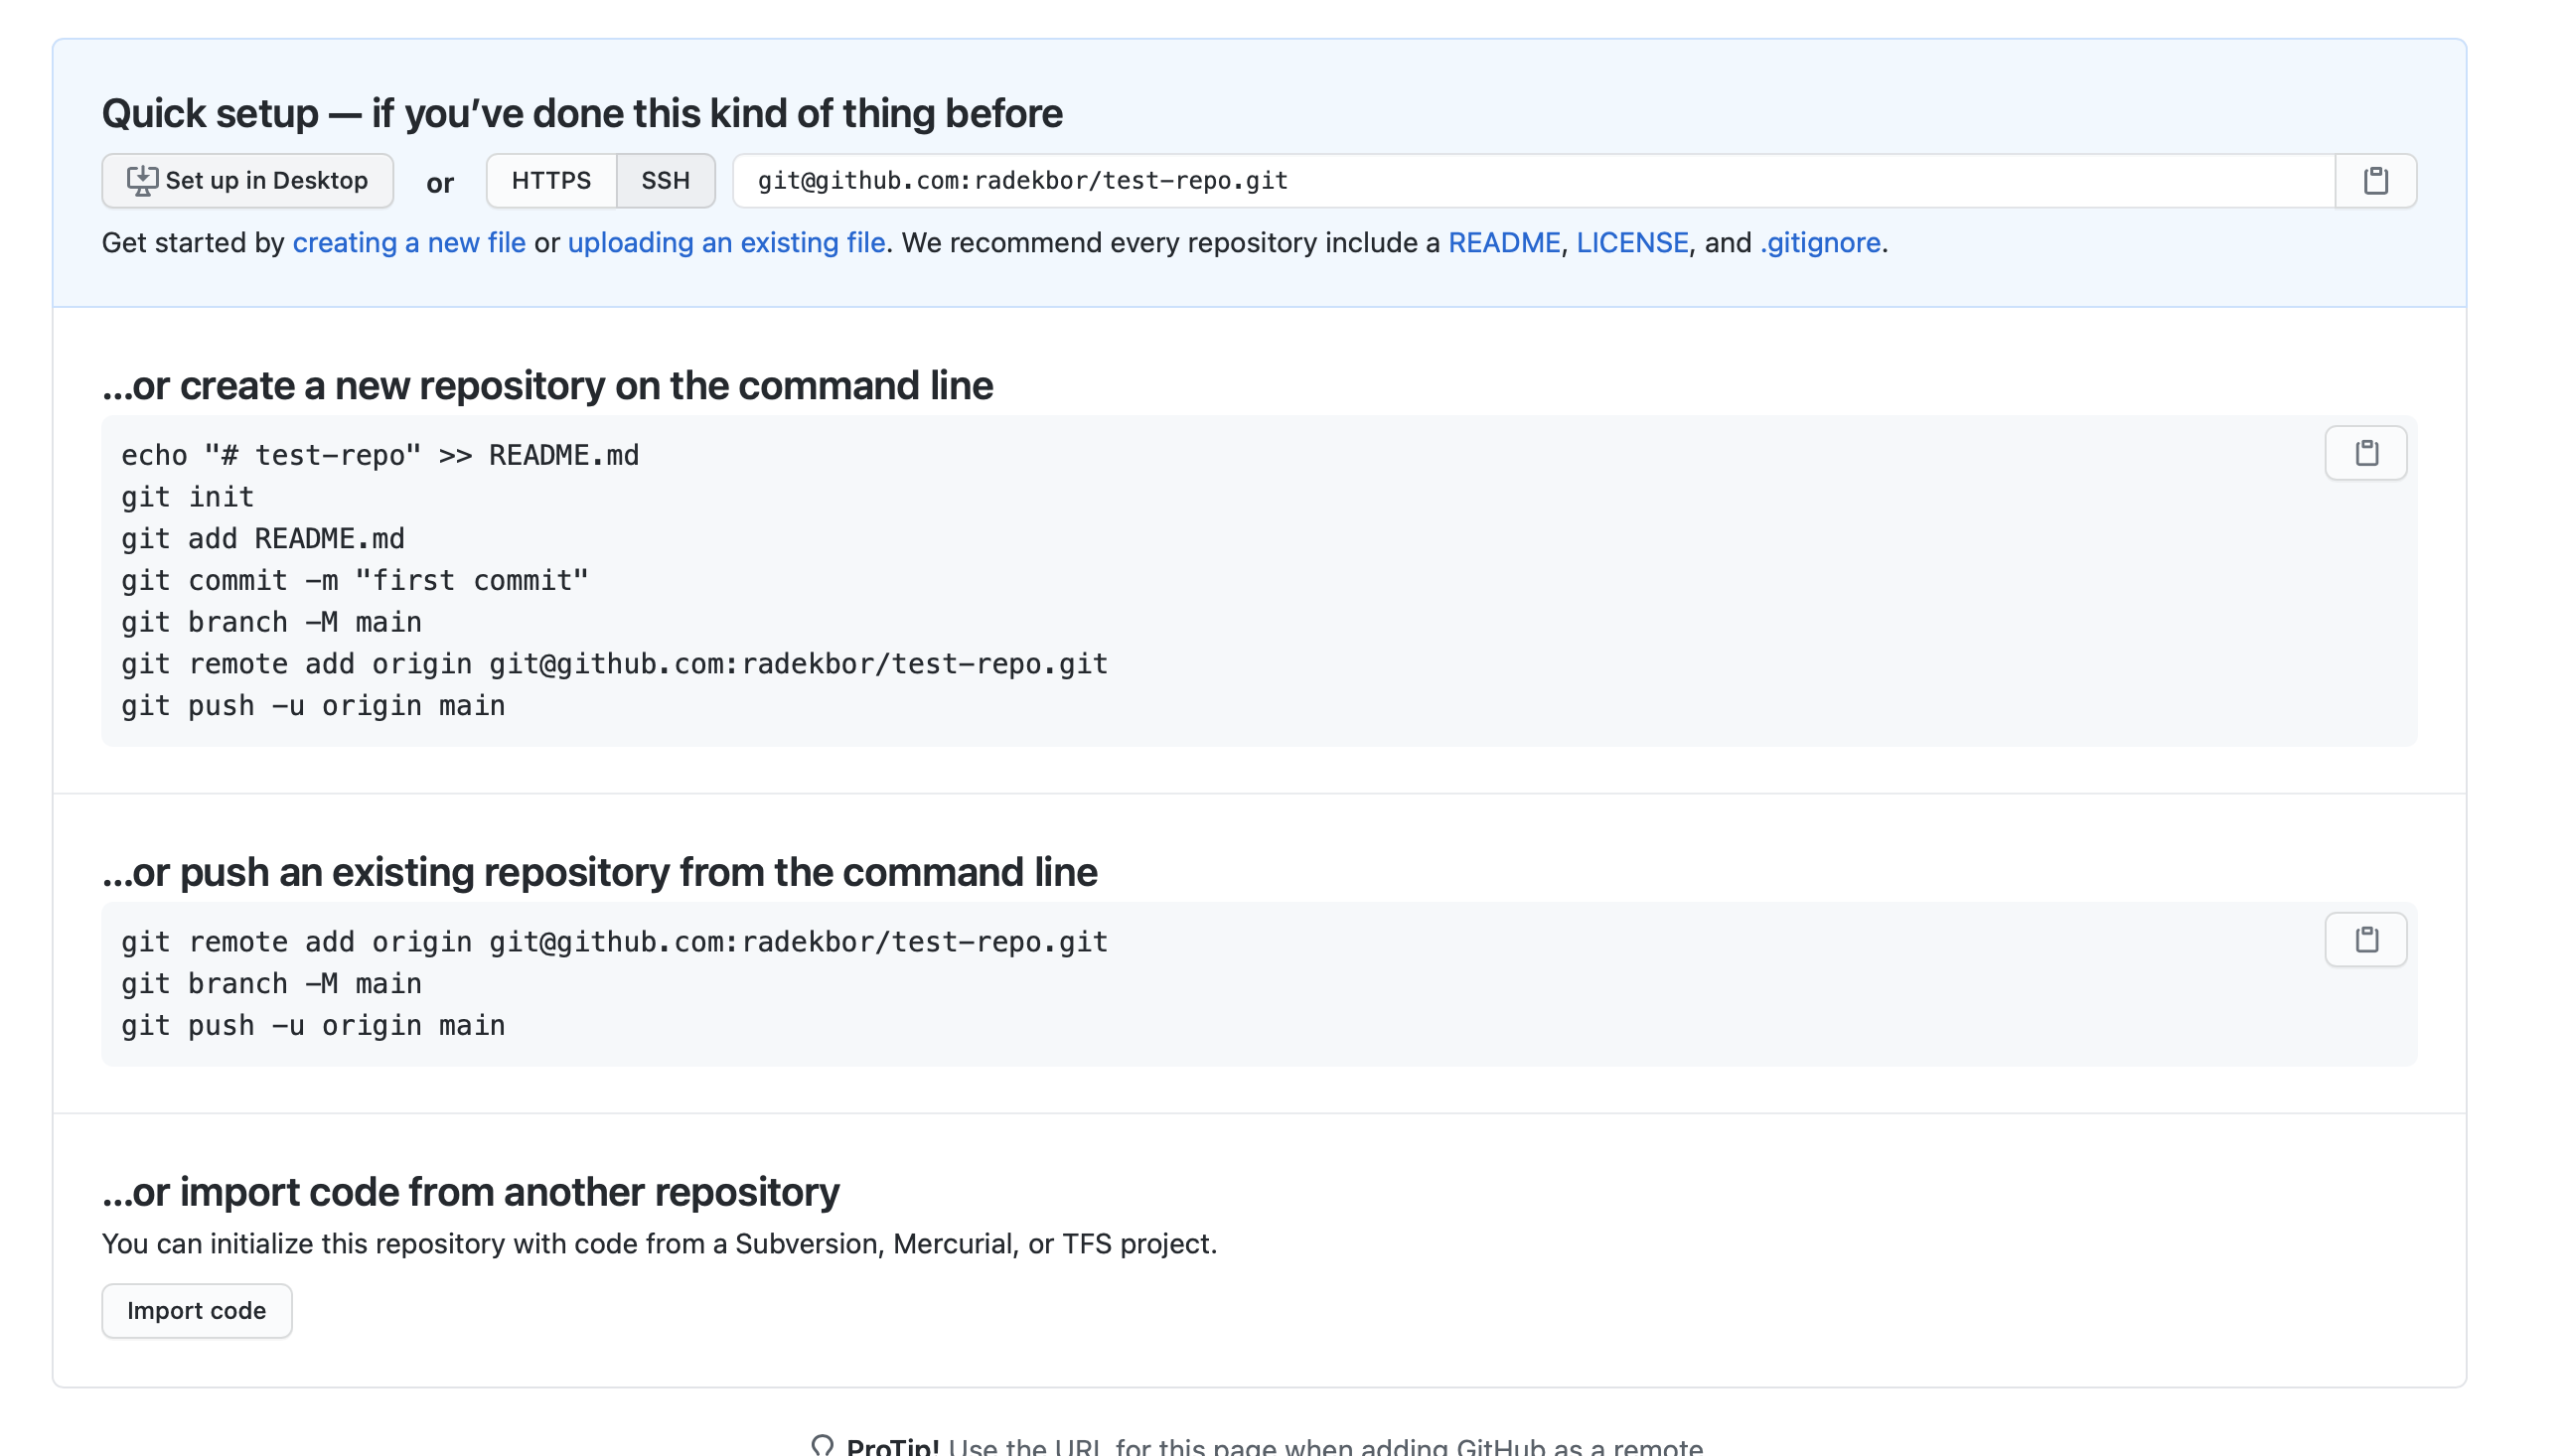 Quick setup — if you’ve done this kind of thing before
Set up in Desktop or HTTPS SSH git@github.com:radekbor/test-repo.git
Get started by creating a new file or uploading an existing file. We recommend every repository include a README, LICENSE, and .gitignore.
…or create a new repository on the command line
echo "# test-repo" >> README.md
git init
git add README.md
git commit -m "first commit"
git branch -M main
git remote add origin git@github.com:radekbor/test-repo.git
git push -u origin main
…or push an existing repository from the command line
git remote add origin git@github.com:radekbor/test-repo.git
git branch -M main
git push -u origin main
…or import code from another repository
You can initialize this repository with code from a Subversion, Mercurial, or TFS project.
Import code
ProTip! Use the URL for this page when adding GitHub as a remote